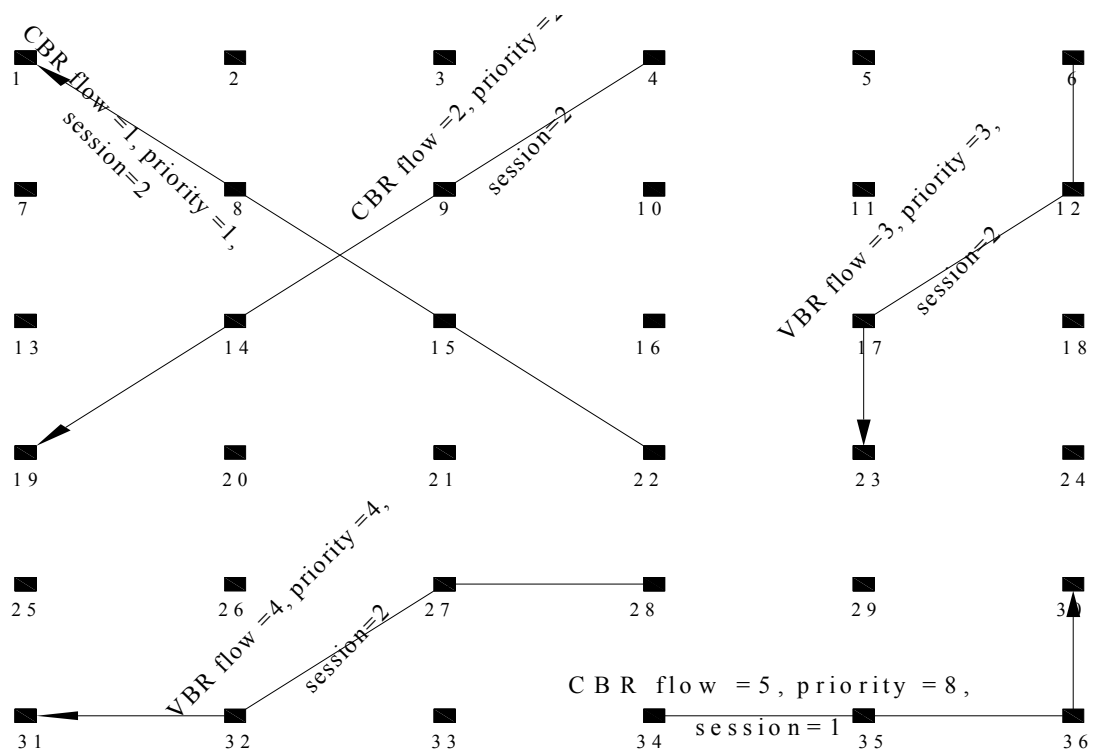 CBR flow =1, priority =1,
session=2
CBR flow =2, priority =2
session=2
1 2 3 4 5 6
VBR flow =3, priority =3,
session=2
7 8 9 10 11 12
13 14 15 16 17 18
19 20 21 22 23 24
VBR flow =4, priority =4,
session=2
25 26 27 28 29 30
CBR flow =5, priority =8,
session=1
31 32 33 34 35 36